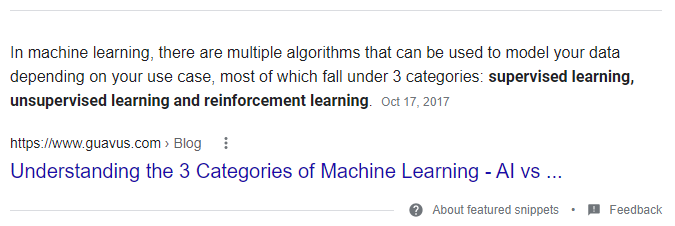 In machine learning, there are multiple algorithms that can be used to model your data
depending on your use case, most of which fall under 3 categories: supervised learning,
unsupervised learning and reinforcement learning. Oct 17, 2017
https://www.guavus.com › Blog
Understanding the 3 Categories of Machine Learning - AI vs ...
About featured snippets • Feedback